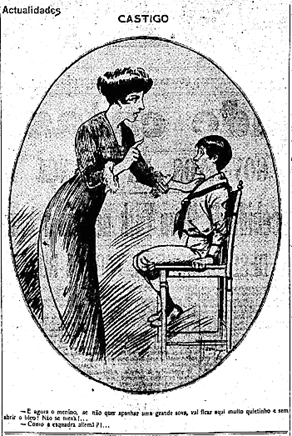 Actualidades
CASTIGO
—E agora o menino, se não quer apanhar uma grande sova, vai ficar aqui muito quietinho e sem
abrir o bico! Não se mexa!...
—Como a esquadra allemã?!...